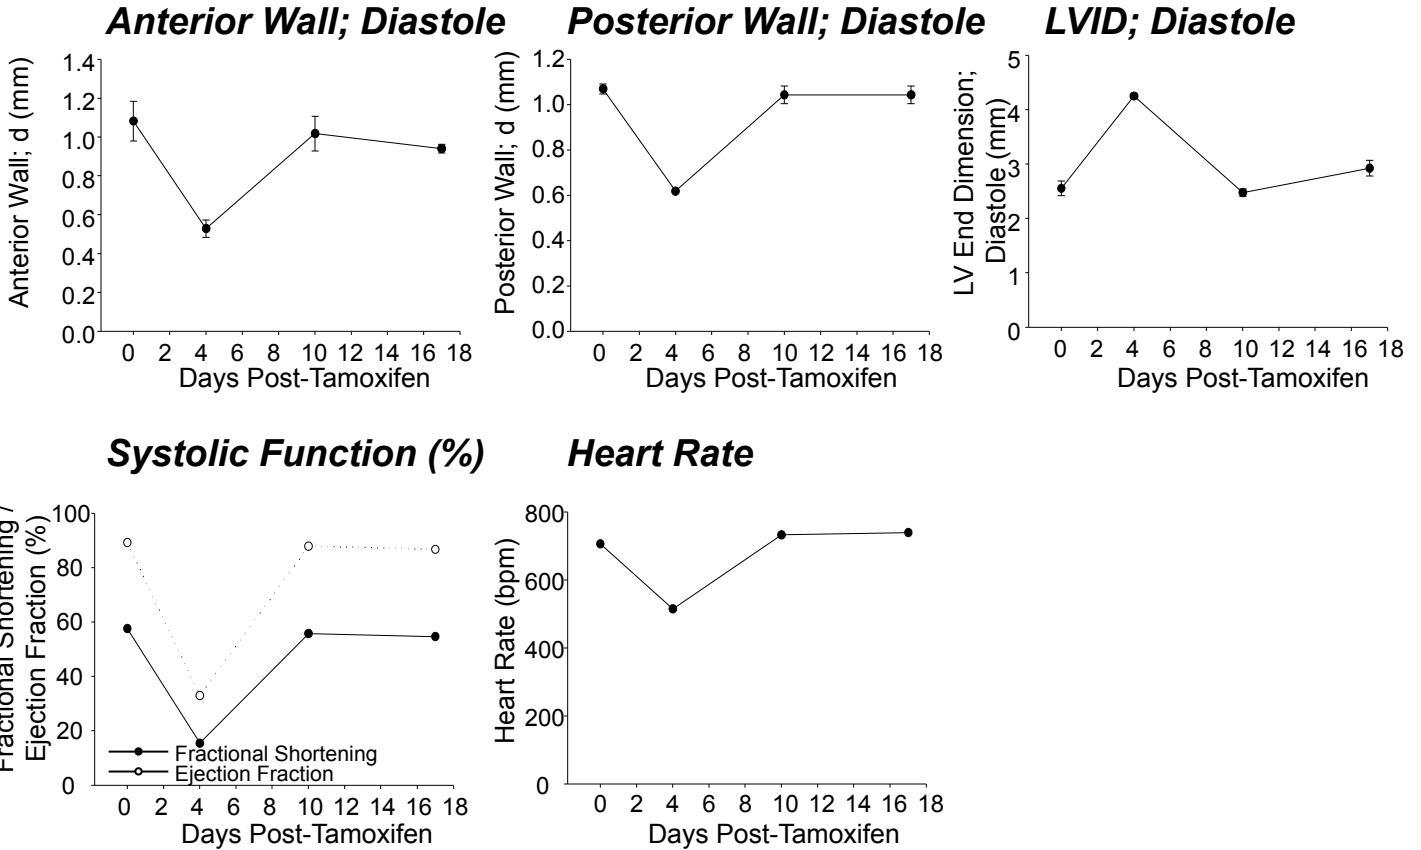 Anterior Wall; Diastole
Anterior Wall; d (mm)
1.4
1.2
1.0
0.8
0.6
0.4
0.2
0.0
0 2 4 6 8 10 12 14 16 18
Days Post-Tamoxifen
Posterior Wall; Diastole
Posterior Wall; d (mm)
1.2
1.0
0.8
0.6
0.4
0.2
0.0
0 2 4 6 8 10 12 14 16 18
Days Post-Tamoxifen
LVID; Diastole
LV End Dimension;
Diastole (mm)
5
4
3
2
1
0
0 2 4 6 8 10 12 14 16 18
Days Post-Tamoxifen
Systolic Function (%)
Fractional Shortening /
Ejection Fraction (%)
100
80
60
40
20
0
Fractional Shortening
Ejection Fraction
0 2 4 6 8 10 12 14 16 18
Days Post-Tamoxifen
Heart Rate
Heart Rate (bpm)
800
600
400
200
0
0 2 4 6 8 10 12 14 16 18
Days Post-Tamoxifen